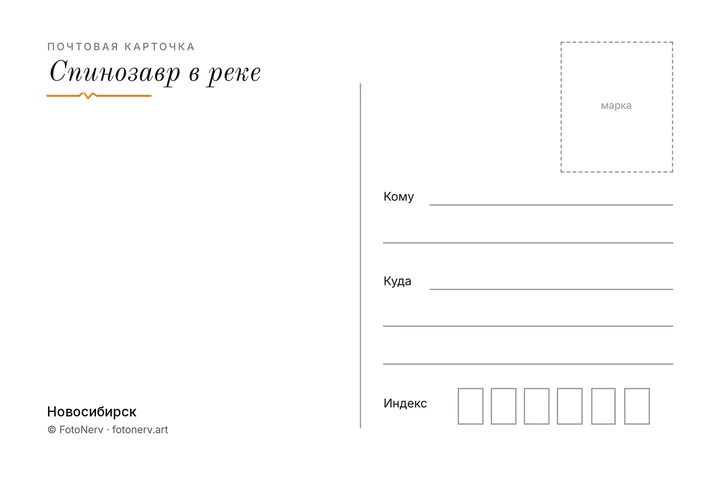 ПОЧТОВАЯ КАРТОЧКА
Спинозавр в реке
марка
Кому
Куда
Индекс
Новосибирск
© FotoNerv · fotonerv.art